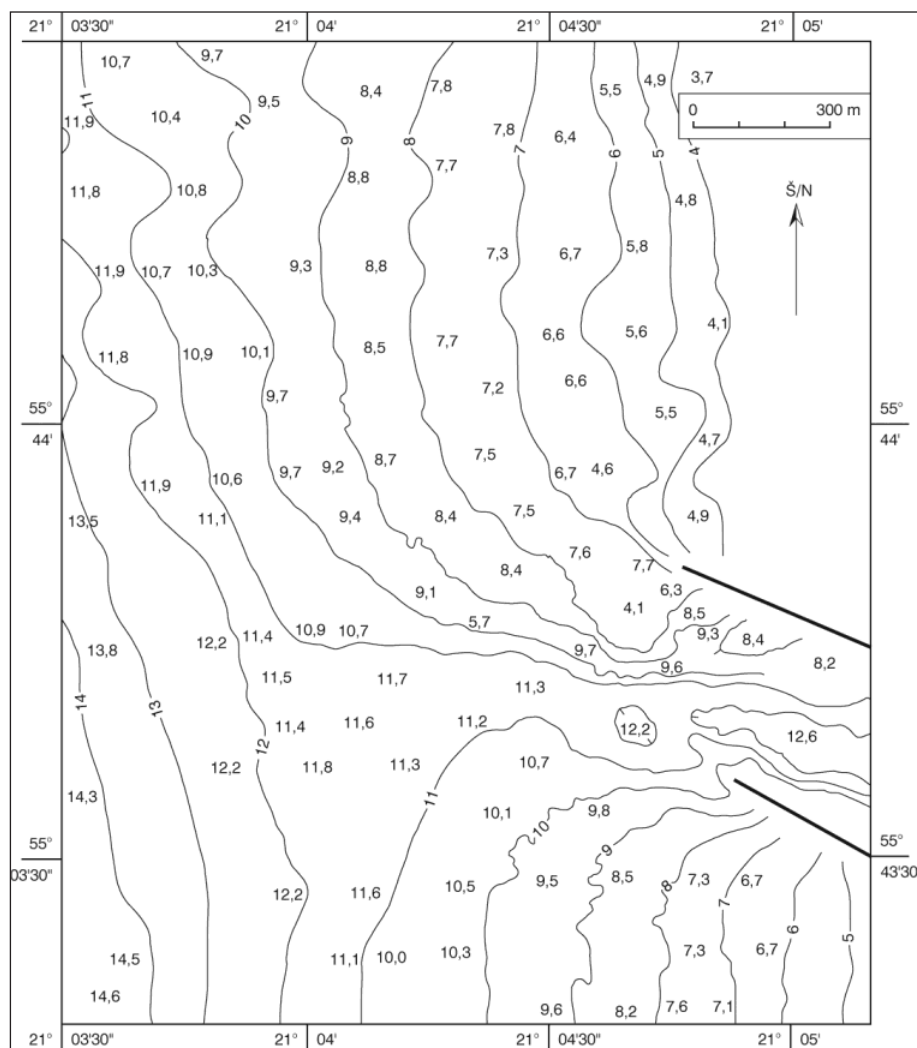 21° 03'30" 21° 04' 21° 04'30" 21° 05'
10,7 9,7 7,8 5,5 4,9 3,7
11 8,4
9,5 0 300 m
11,9 10,4 10 7,8 6,4
9 8 7 6 5 4
7,7
11,8 10,8 8,8 4,8 Š/N
5,8
11,9 10,7 10,3 9,3 8,8 7,3 6,7
4,1
6,6 5,6
11,8 10,9 10,1 8,5 7,7
9,7 7,2 6,6
5,5
55° 55°
44' 4,7 44'
11,9 10,6 9,7 9,2 8,7 7,5 6,7 4,6
13,5 11,1 9,4 8,4 7,5 4,9
7,6
8,4 7,7
9,1 6,3
4,1 8,5
12,2 11,4 10,9 10,7 5,7 9,3 8,4
13,8 9,7 8,2
11,5 11,7 11,3 9,6
14 13
11,4 11,6 11,2 12,2 12,6
12
12,2 11,8 11,3 10,7
14,3 11
10,1 9,8
10
55° 9 55°
03'30" 43'30
12,2 11,6 10,5 9,5 8,5 8 7,3 6,7
7 6 5
14,5 11,1 10,0 10,3 7,3 6,7
14,6
9,6 8,2 7,6 7,1
21° 03'30" 21° 04' 21° 04'30" 21° 05'